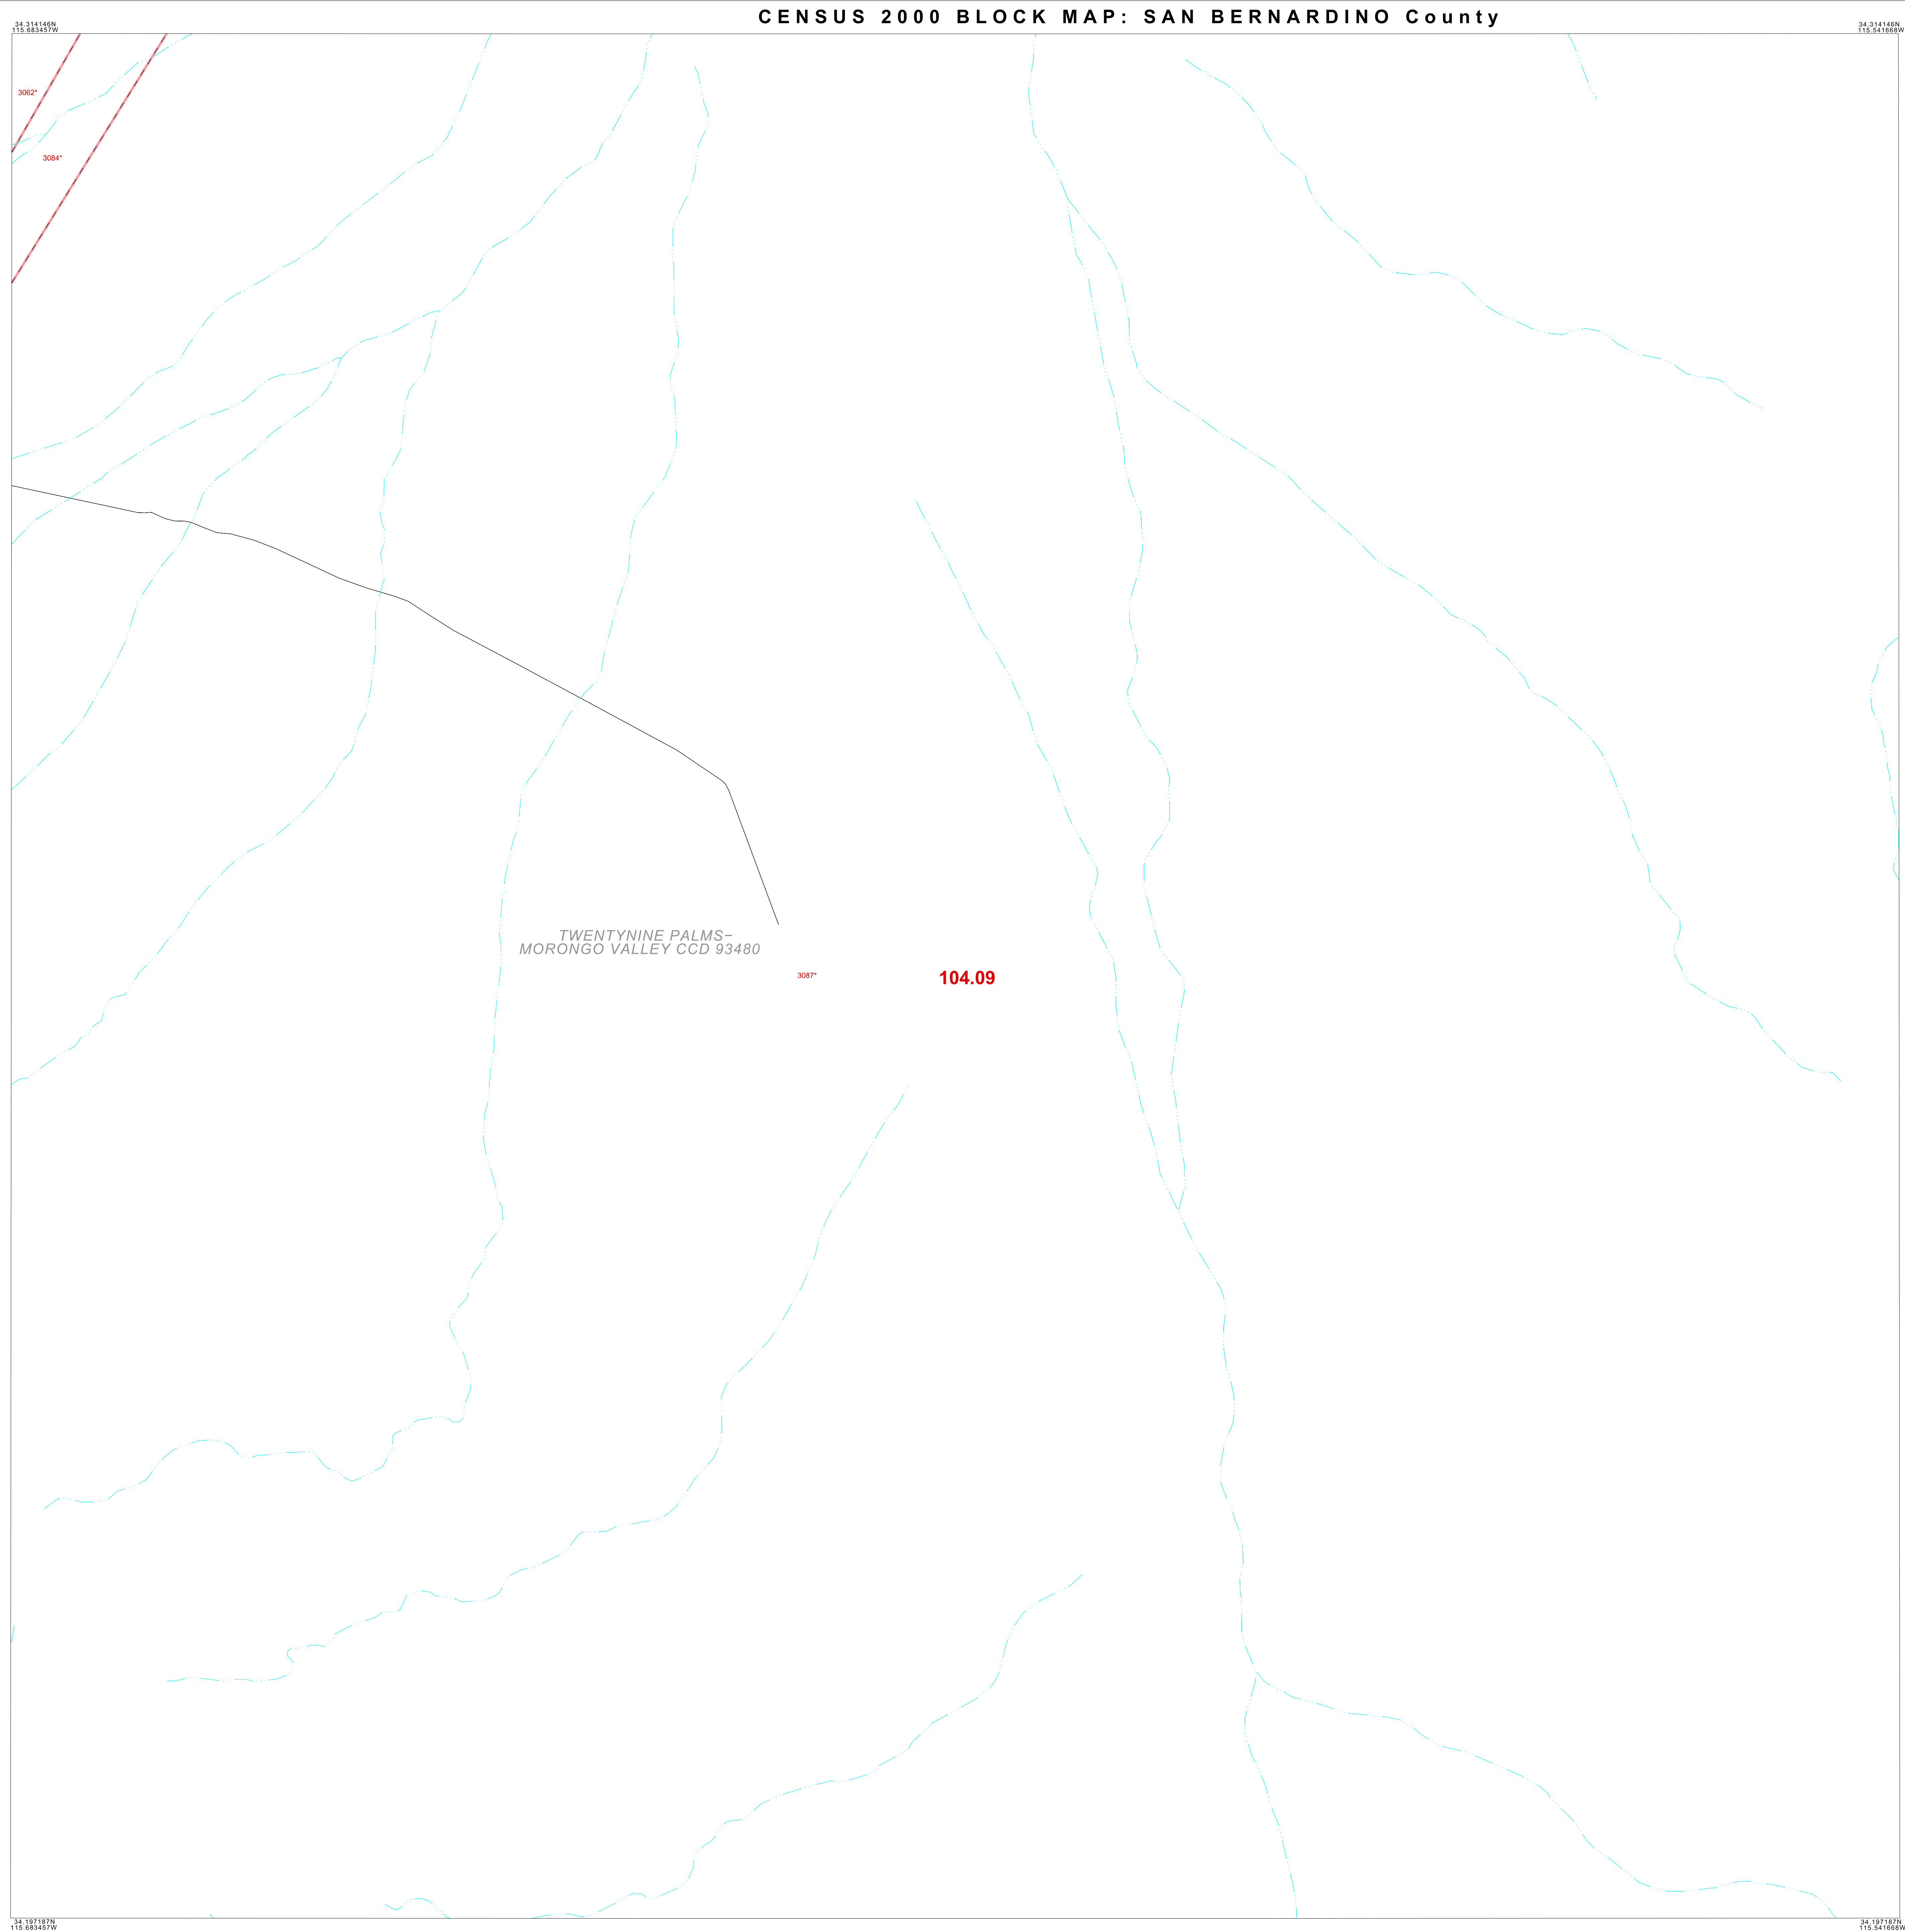 CENSUS 2000 BLOCK MAP: SAN BERNARDINO County
34.314146N
115.683457W
34.314146N
115.541668W
3062*
3084*
TWENTYNINE PALMS–
MORONGO VALLEY CCD 93480
3087*
104.09
34.197187N
115.683457W
34.197187N
115.541668W